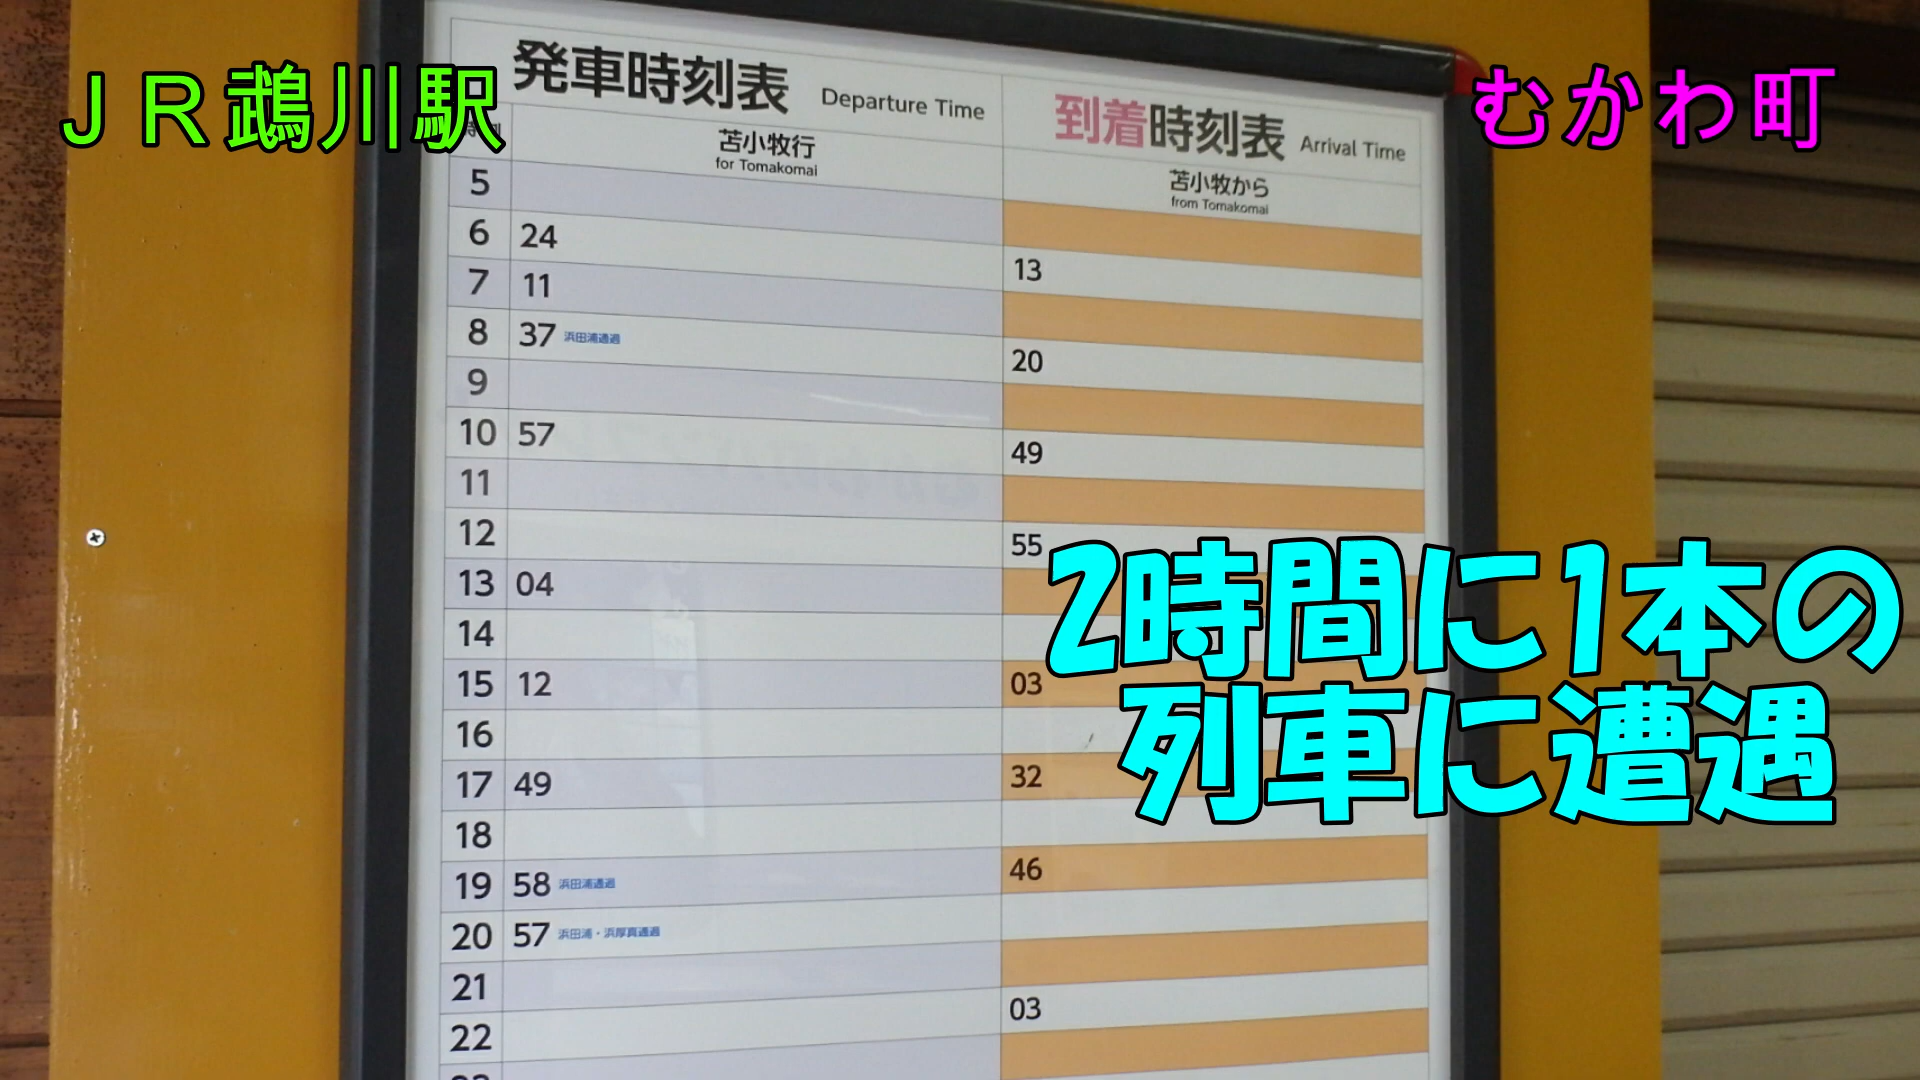 JR鵡川駅
むかわ町
発車時刻表 Departure Time
到着時刻表 Arrival Time
苫小牧行
for Tomakomai
苫小牧から
from Tomakomai
5
6 24 13
7 11
8 37 浜田浦通過 20
9
10 57 49
11
12 55
13 04
14
15 12 03
16
17 49 32
18
19 58 浜田浦通過 46
20 57 浜田浦・浜厚真通過
21
22 03
2時間に1本の
列車に遭遇